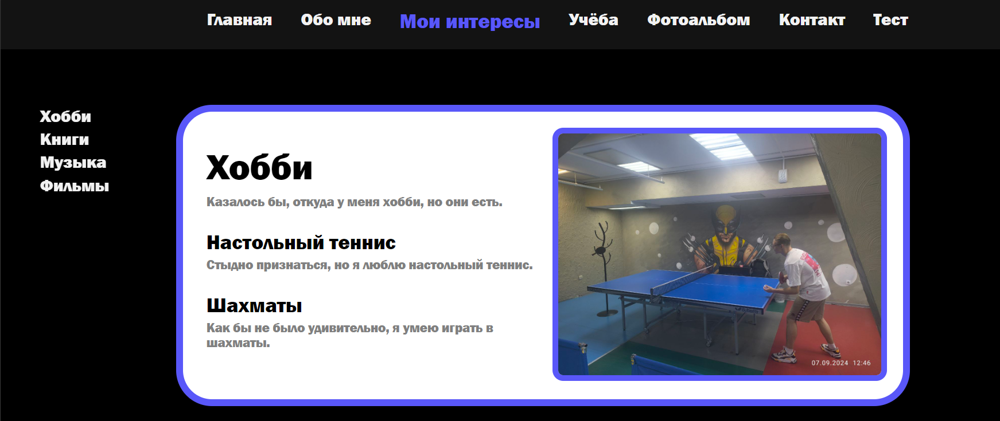 Главная Обо мне Мои интересы Учёба Фотоальбом Контакт Тест
Хобби
Книги
Музыка
Фильмы
Хобби
Казалось бы, откуда у меня хобби, но они есть.
Настольный теннис
Стыдно признаться, но я люблю настольный теннис.
Шахматы
Как бы не было удивительно, я умею играть в
шахматы.
07.09.2024 12:46